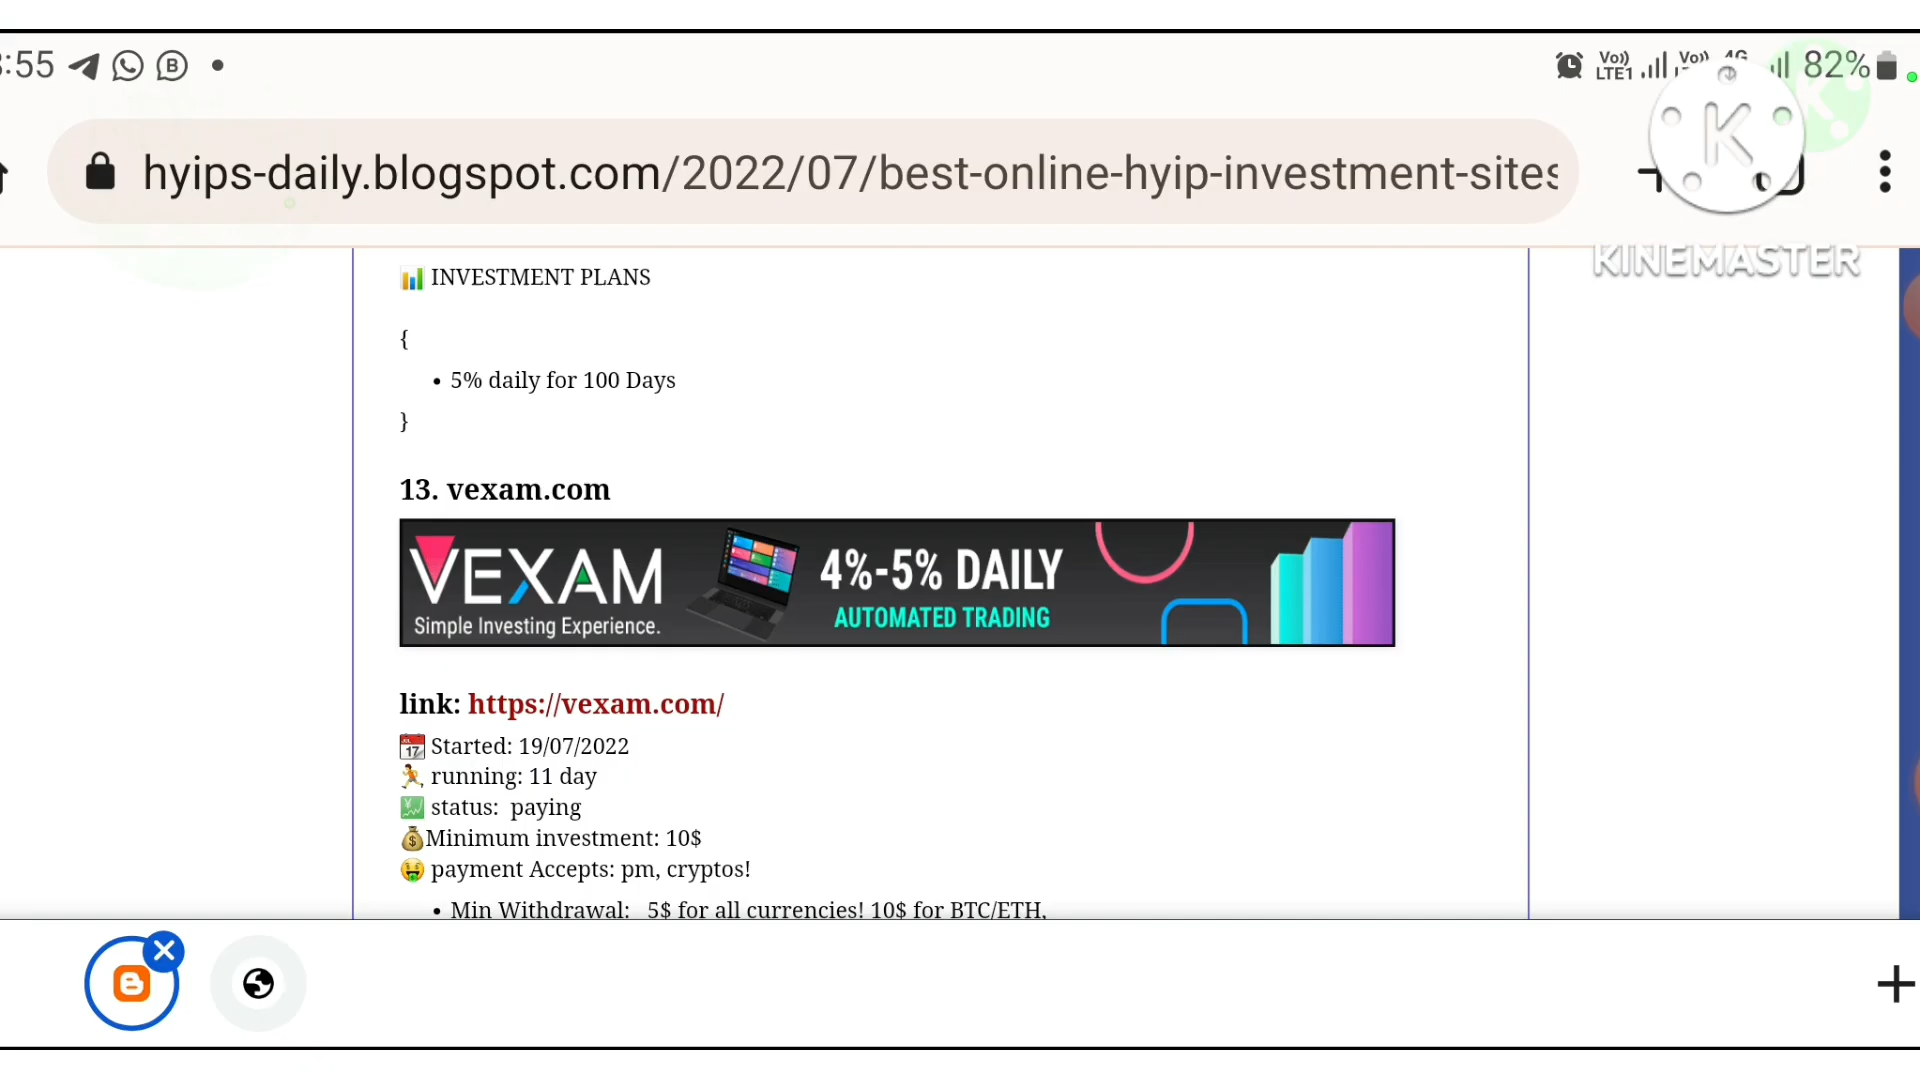 :55
Vo)) LTE1 Vo)) 4G 82%
hyips-daily.blogspot.com/2022/07/best-online-hyip-investment-sites
KINEMASTER
INVESTMENT PLANS
{
• 5% daily for 100 Days
}
13. vexam.com
VEXAM
Simple Investing Experience.
4%-5% DAILY
AUTOMATED TRADING
link: https://vexam.com/
Started: 19/07/2022
running: 11 day
status: paying
Minimum investment: 10$
payment Accepts: pm, cryptos!
• Min Withdrawal: 5$ for all currencies! 10$ for BTC/ETH,